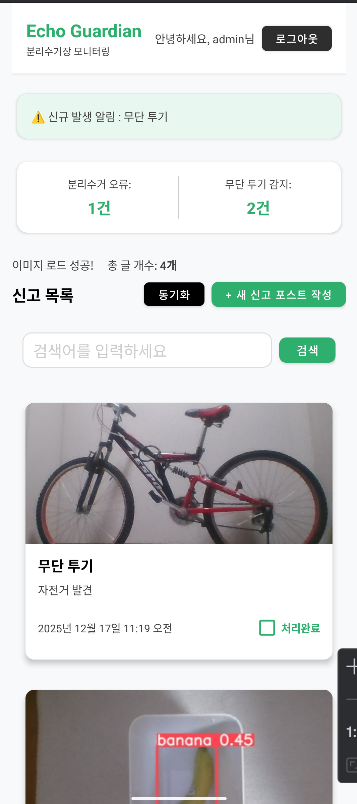 Echo Guardian
분리수거장 모니터링
안녕하세요, admin님
로그아웃
⚠️ 신규 발생 알림 : 무단 투기
분리수거 오류:
1건
무단 투기 감지:
2건
이미지 로드 성공! 총 글 개수: 4개
신고 목록
동기화
+ 새 신고 포스트 작성
검색어를 입력하세요
검색
무단 투기
자전거 발견
2025년 12월 17일 11:19 오전
처리완료
banana 0.45